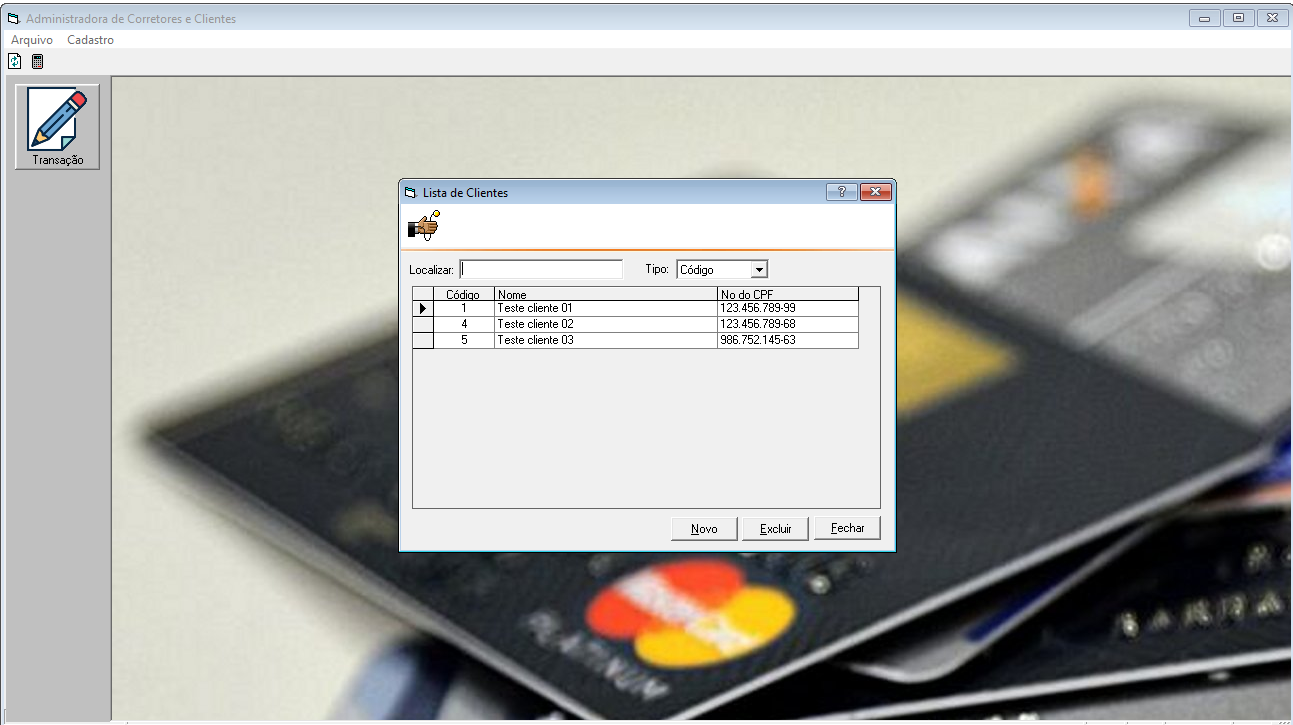 Administradora de Corretores e Clientes
Arquivo Cadastro
Transação
Lista de Clientes
?
Localizar: Tipo: Código
Código Nome No do CPF
1 Teste cliente 01 123.456.789-99
4 Teste cliente 02 123.456.789-68
5 Teste cliente 03 986.752.145-63
Novo Excluir Fechar
PLATINUM